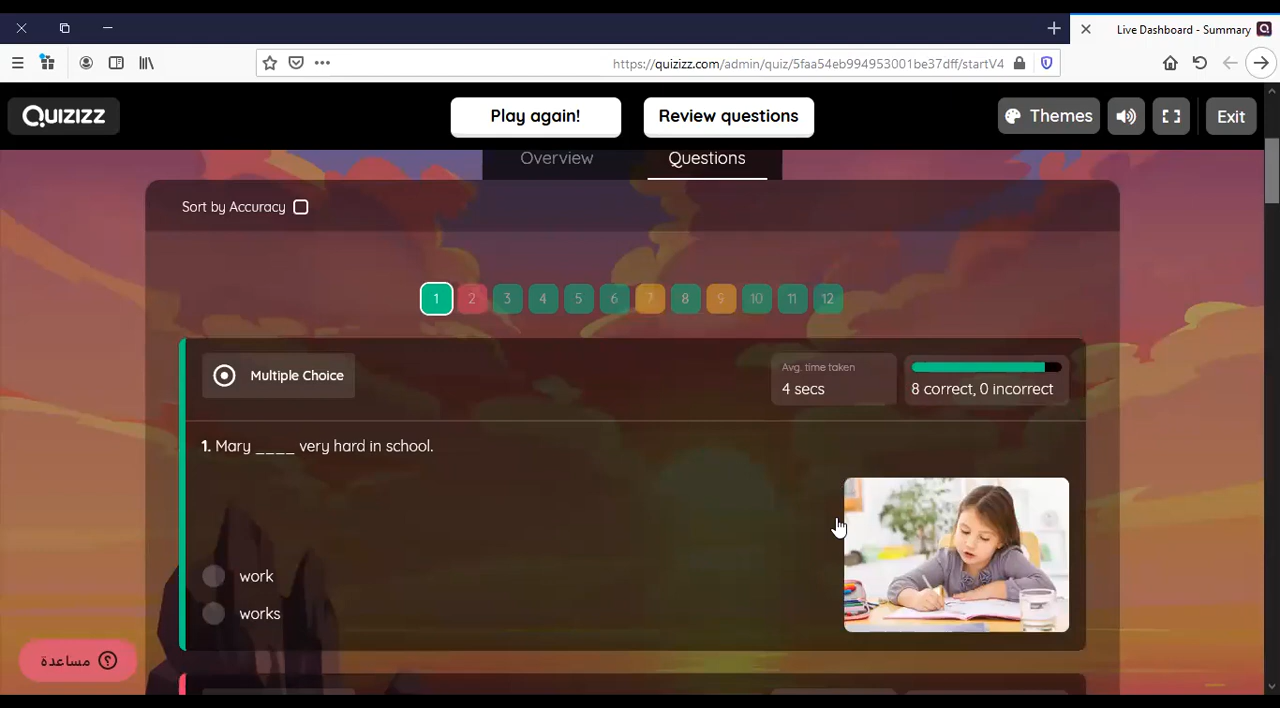 Live Dashboard - Summary
https://quizizz.com/admin/quiz/5faa54eb994953001be37dff/startV4
QUIZIZZ
Play again!
Review questions
Themes
Exit
Overview
Questions
Sort by Accuracy
1 2 3 4 5 6 7 8 9 10 11 12
Multiple Choice
Avg. time taken
4 secs
8 correct, 0 incorrect
1. Mary ____ very hard in school.
work
works
مساعدة